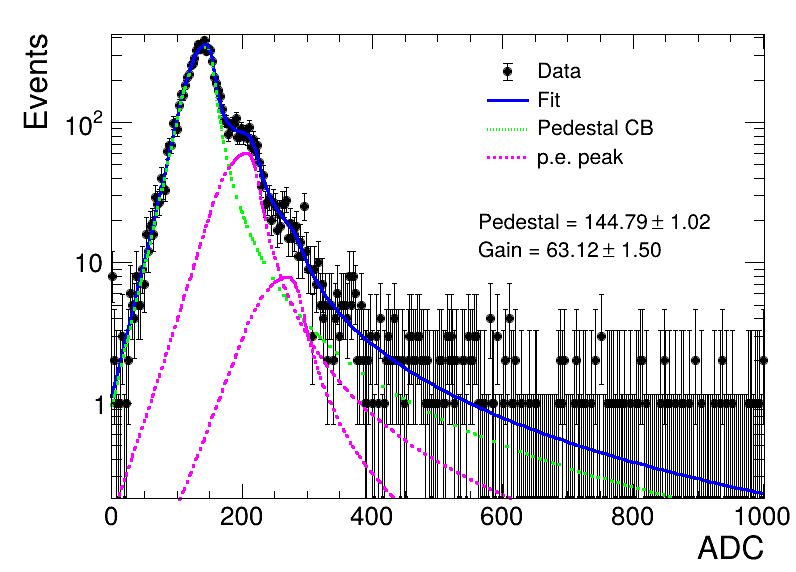 Events
Data
Fit
Pedestal CB
p.e. peak
Pedestal = 144.79 ± 1.02
Gain = 63.12 ± 1.50
10²
10
1
0 200 400 600 800 1000
ADC